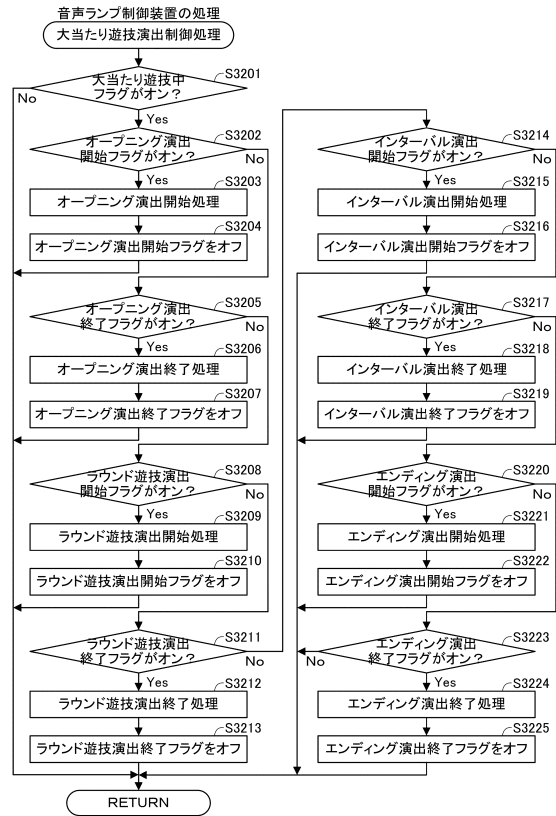 音声ランプ制御装置の処理
大当たり遊技演出制御処理
S3201
大当たり遊技中
フラグがオン？
No
Yes
S3202
オープニング演出
開始フラグがオン？
No
Yes
S3203
オープニング演出開始処理
S3204
オープニング演出開始フラグをオフ
S3205
オープニング演出
終了フラグがオン？
No
Yes
S3206
オープニング演出終了処理
S3207
オープニング演出終了フラグをオフ
S3208
ラウンド遊技演出
開始フラグがオン？
No
Yes
S3209
ラウンド遊技演出開始処理
S3210
ラウンド遊技演出開始フラグをオフ
S3211
ラウンド遊技演出
終了フラグがオン？
No
Yes
S3212
ラウンド遊技演出終了処理
S3213
ラウンド遊技演出終了フラグをオフ
RETURN
S3214
インターバル演出
開始フラグがオン？
No
Yes
S3215
インターバル演出開始処理
S3216
インターバル演出開始フラグをオフ
S3217
インターバル演出
終了フラグがオン？
No
Yes
S3218
インターバル演出終了処理
S3219
インターバル演出終了フラグをオフ
S3220
エンディング演出
開始フラグがオン？
No
Yes
S3221
エンディング演出開始処理
S3222
エンディング演出開始フラグをオフ
S3223
エンディング演出
終了フラグがオン？
No
Yes
S3224
エンディング演出終了処理
S3225
エンディング演出終了フラグをオフ